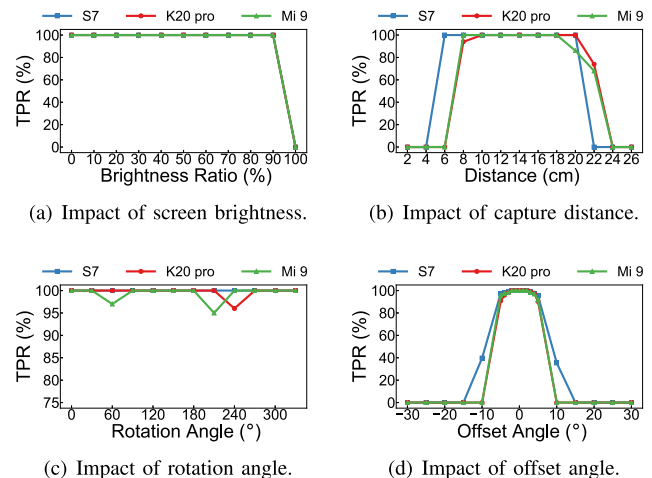 S7 K20 pro Mi 9
100
80
60
40
20
0
TPR (%)
0 10 20 30 40 50 60 70 80 90 100
Brightness Ratio (%)
(a) Impact of screen brightness.
S7 K20 pro Mi 9
100
80
60
40
20
0
TPR (%)
2 4 6 8 10 12 14 16 18 20 22 24 26
Distance (cm)
(b) Impact of capture distance.
S7 K20 pro Mi 9
100
95
90
85
80
75
TPR (%)
0 60 120 180 240 300
Rotation Angle (°)
(c) Impact of rotation angle.
S7 K20 pro Mi 9
100
80
60
40
20
0
TPR (%)
−30 −20 −10 0 10 20 30
Offset Angle (°)
(d) Impact of offset angle.